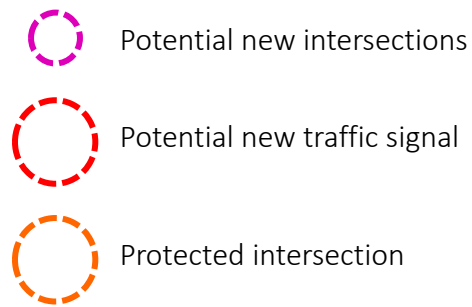 Potential new intersections
Potential new traffic signal
Protected intersection